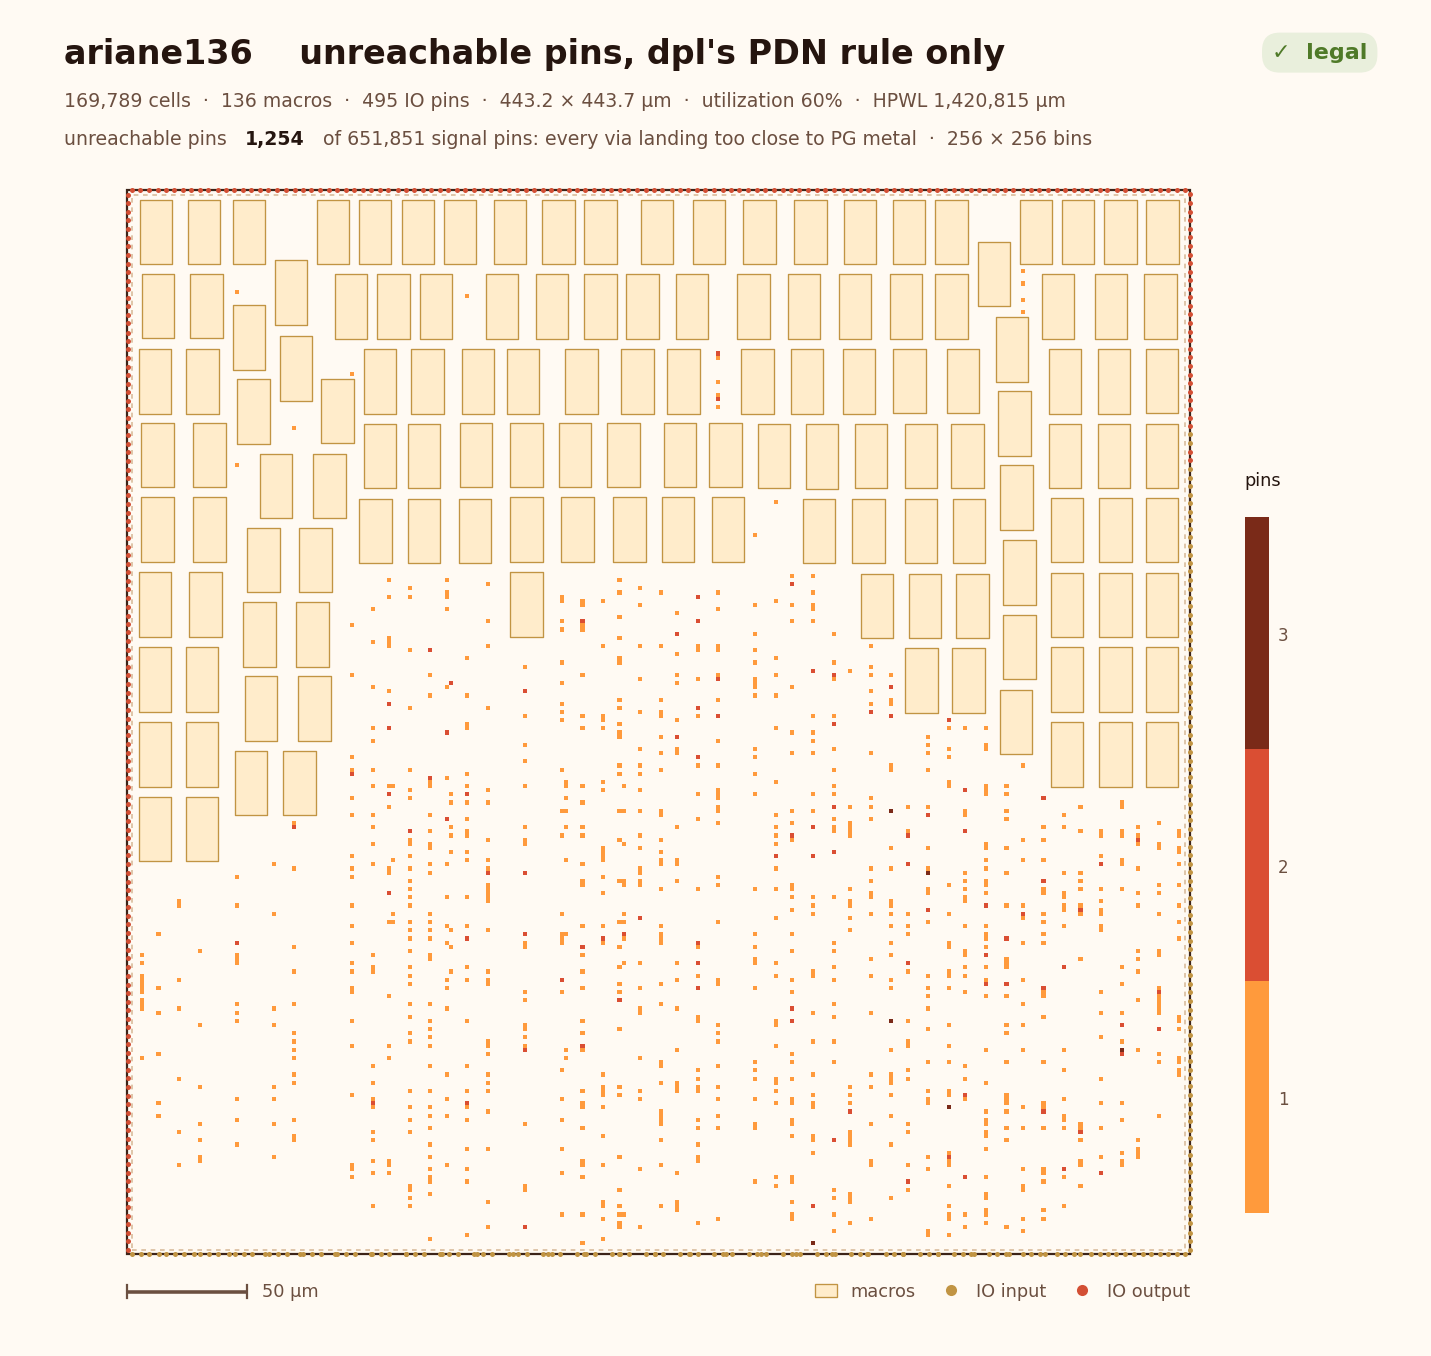 ariane136 unreachable pins, dpl's PDN rule only
✓ legal
169,789 cells · 136 macros · 495 IO pins · 443.2 × 443.7 µm · utilization 60% · HPWL 1,420,815 µm
unreachable pins 1,254 of 651,851 signal pins: every via landing too close to PG metal · 256 × 256 bins
pins
3
2
1
50 µm
macros
IO input
IO output